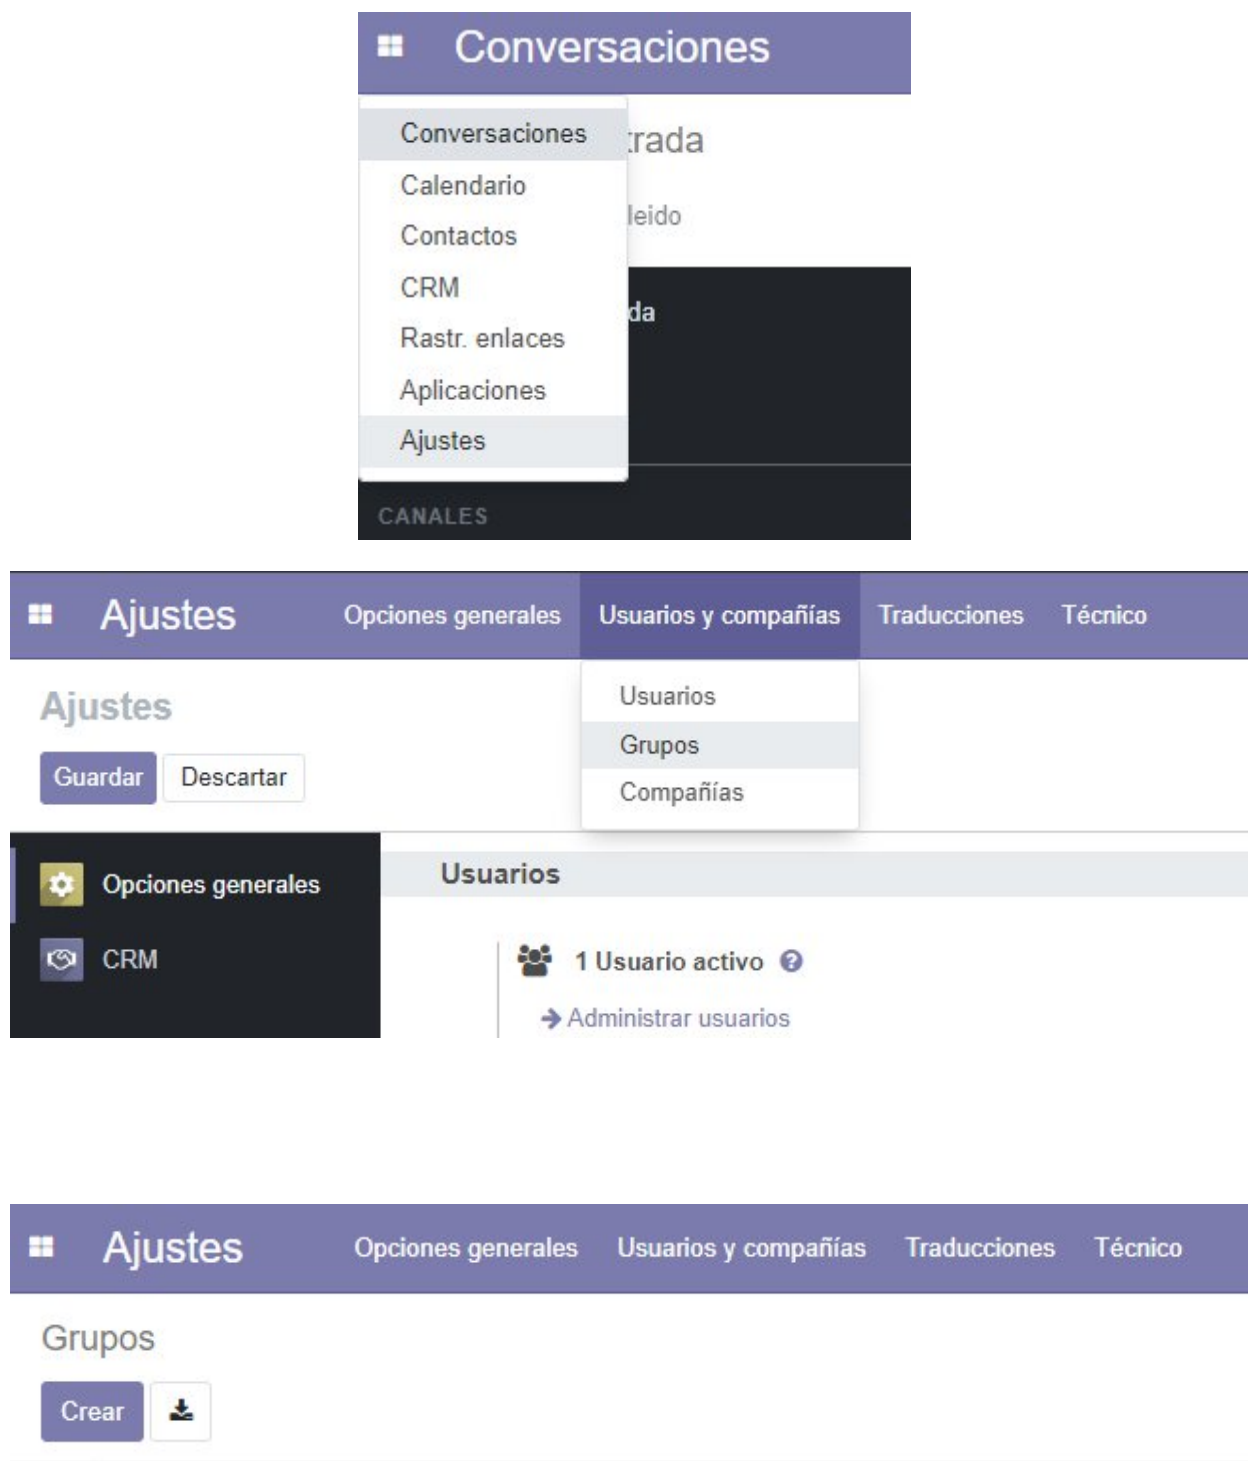 Conversaciones
Conversaciones
trada
Calendario
leido
Contactos
CRM
da
Rastr. enlaces
Aplicaciones
Ajustes
CANALES
Ajustes Opciones generales Usuarios y compañías Traducciones Técnico
Ajustes
Usuarios
Grupos
Guardar Descartar
Compañías
Opciones generales
Usuarios
CRM
1 Usuario activo
Administrar usuarios
Ajustes Opciones generales Usuarios y compañías Traducciones Técnico
Grupos
Crear